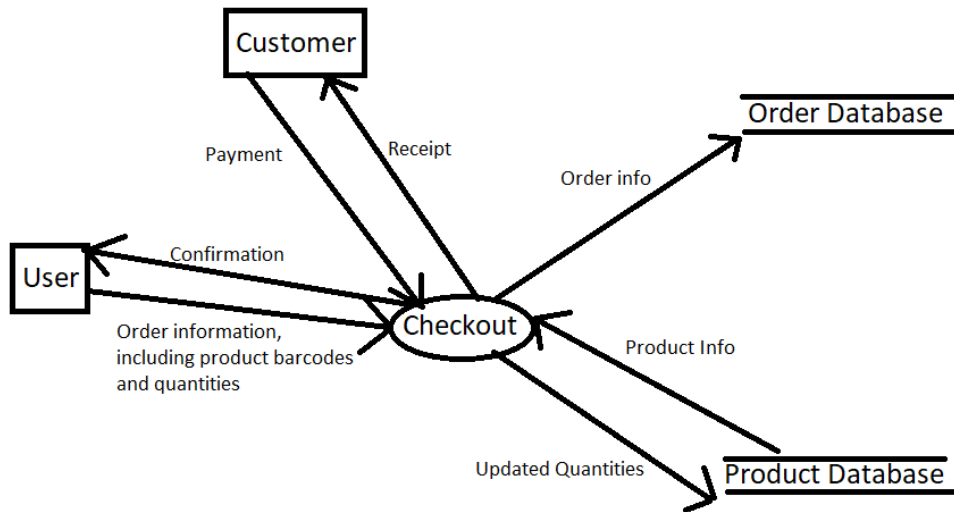 Customer
Order Database
Payment
Receipt
Order info
Confirmation
User
Checkout
Order information,
including product barcodes
and quantities
Product Info
Updated Quantities
Product Database